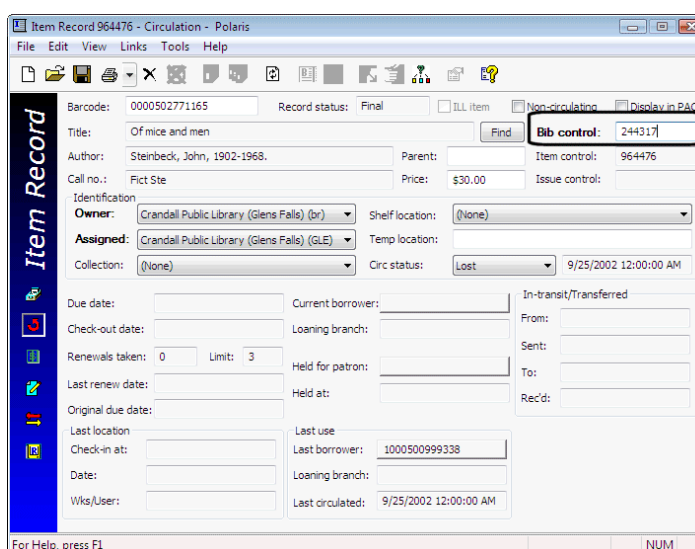 Item Record 964476 - Circulation - Polaris
File Edit View Links Tools Help
Item Record
Barcode: 0000502771165 Record status: Final ILL item Non-circulating Display in PAC
Title: Of mice and men Find Bib control: 244317
Author: Steinbeck, John, 1902-1968. Parent: Item control: 964476
Call no.: Fict Ste Price: $30.00 Issue control:
Identification
Owner: Crandall Public Library (Glens Falls) (br) Shelf location: (None)
Assigned: Crandall Public Library (Glens Falls) (GLE) Temp location:
Collection: (None) Circ status: Lost 9/25/2002 12:00:00 AM
Due date: Current borrower: In-transit/Transferred
Check-out date: Loaning branch: From:
Renewals taken: 0 Limit: 3 Held for patron: Sent:
Last renew date: Held at: To:
Original due date: Rec'd:
Last location Last use
Check-in at: Last borrower: 1000500999338
Date: Loaning branch:
Wks/User: Last circulated: 9/25/2002 12:00:00 AM
For Help, press F1 NUM